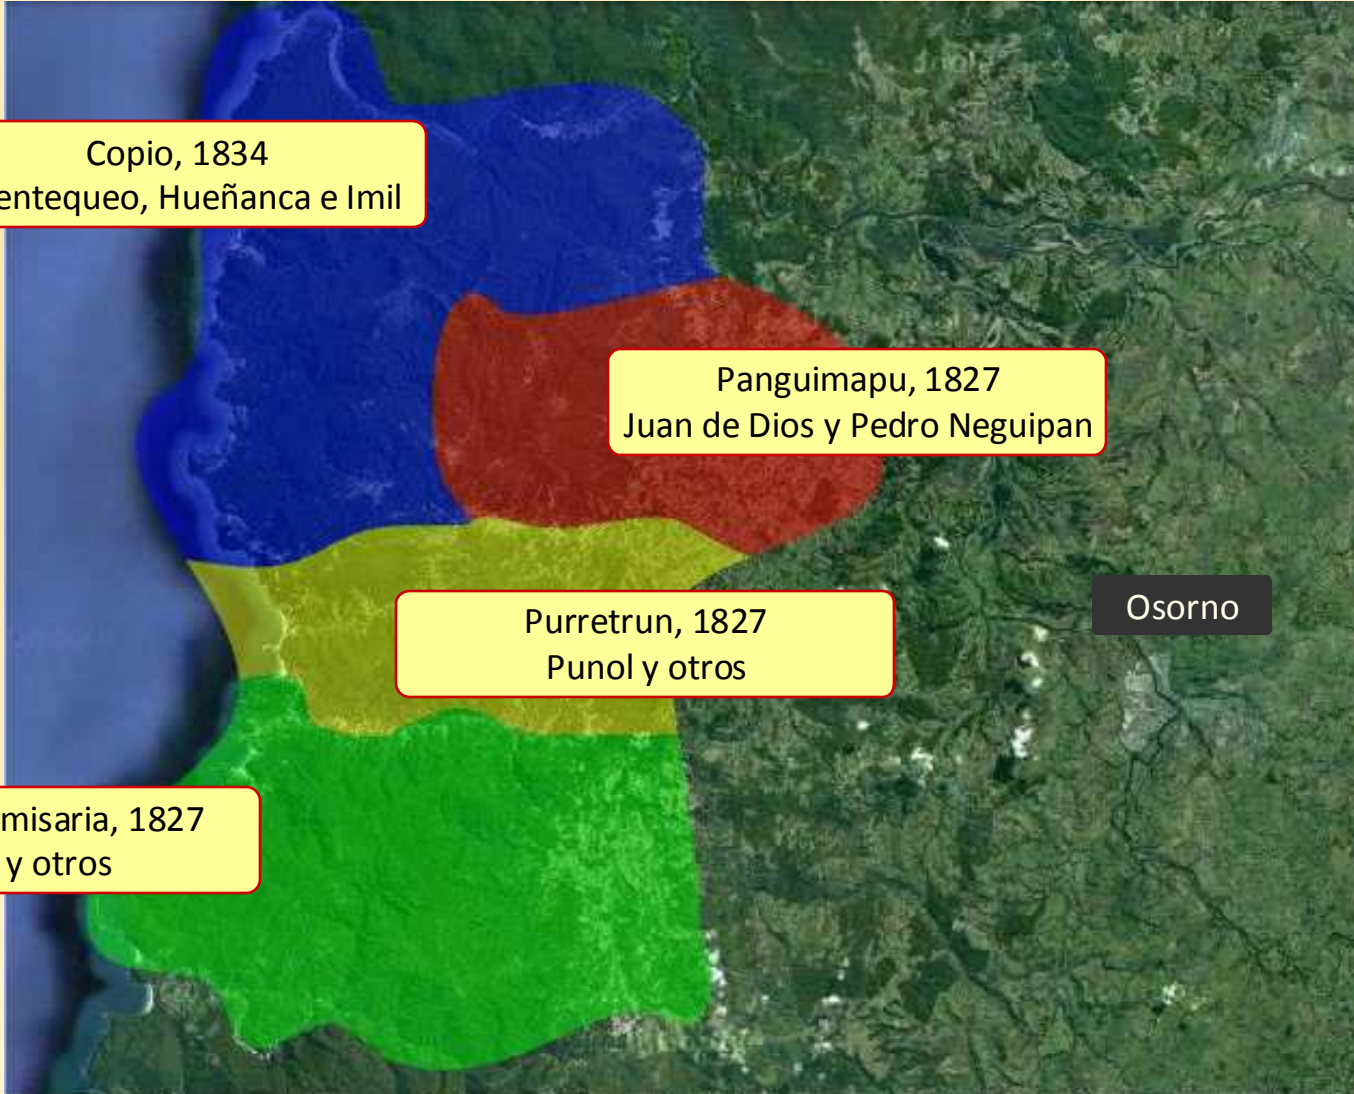 Copio, 1834
entequeo, Hueñanca e Imil
Panguimapu, 1827
Juan de Dios y Pedro Neguipan
Purretrun, 1827
Punol y otros
Osorno
misaria, 1827
y otros